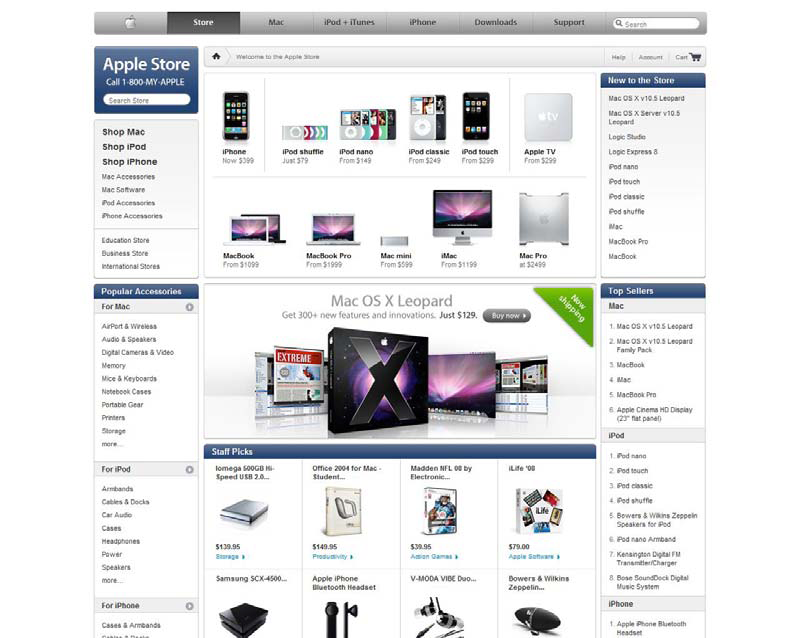 Store
Mac
iPod + iTunes
iPhone
Downloads
Support
Search
Apple Store
Call 1-800-MY-APPLE
Search Store
Welcome to the Apple Store
Help
Account
Cart
Shop Mac
Shop iPod
Shop iPhone
Mac Accessories
Mac Software
iPod Accessories
iPhone Accessories
Education Store
Business Store
International Stores
iPhone
Now $399
iPod shuffle
Just $79
iPod nano
From $149
iPod classic
From $249
iPod touch
From $299
tv
Apple TV
From $299
MacBook
From $1099
MacBook Pro
From $1999
Mac mini
From $599
iMac
From $1199
Mac Pro
at $2499
New to the Store
Mac OS X v10.5 Leopard
Mac OS X Server v10.5
Leopard
Logic Studio
Logic Express 8
iPod nano
iPod touch
iPod classic
iPod shuffle
iMac
MacBook Pro
MacBook
Popular Accessories
For Mac
AirPort & Wireless
Audio & Speakers
Digital Cameras & Video
Memory
Mice & Keyboards
Notebook Cases
Portable Gear
Printers
Storage
more...
For iPod
Armbands
Cables & Docks
Car Audio
Cases
Headphones
Power
Speakers
more...
For iPhone
Cases & Armbands
Cables & Docks
Mac OS X Leopard
Get 300+ new features and innovations. Just $129.
Buy now
Now
shipping
EXTREME
X
Staff Picks
Iomega 500GB Hi-
Speed USB 2.0...
$139.95
Storage
Office 2004 for Mac -
Student...
$149.95
Productivity
Madden NFL 08 by
Electronic...
$39.95
Action Games
iLife '08
iLife
$79.00
Apple Software
Samsung SCX-4500...
Apple iPhone
Bluetooth Headset
V-MODA VIBE Duo...
Bowers & Wilkins
Zeppelin...
Top Sellers
Mac
1. Mac OS X v10.5 Leopard
2. Mac OS X v10.5 Leopard
Family Pack
3. MacBook
4. iMac
5. MacBook Pro
6. Apple Cinema HD Display
(23" flat panel)
iPod
1. iPod nano
2. iPod touch
3. iPod classic
4. iPod shuffle
5. Bowers & Wilkins Zeppelin
Speakers for iPod
6. iPod nano Armband
7. Kensington Digital FM
Transmitter/Charger
8. Bose SoundDock Digital
Music System
iPhone
1. Apple iPhone Bluetooth
Headset